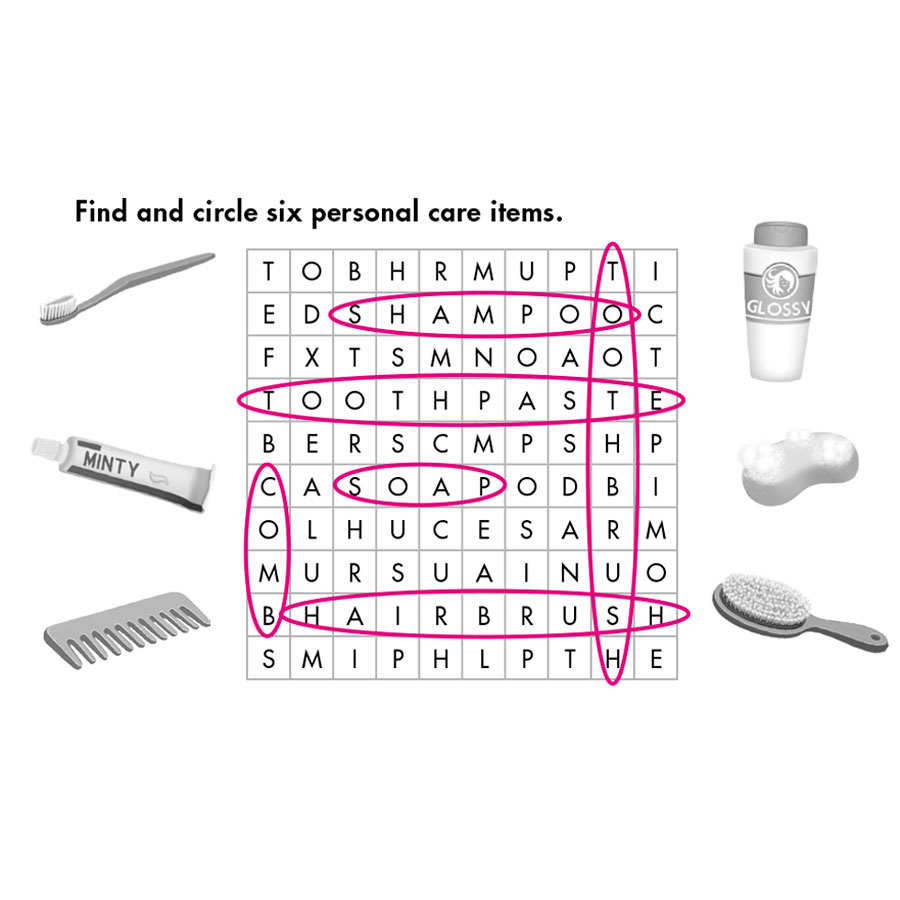 Find and circle six personal care items.
T O B H R M U P T I
E D S H A M P O O C
F X T S M N O A O T
T O O T H P A S T E
B E R S C M P S H P
C A S O A P O D B I
O L H U C E S A R M
M U R S U A I N U O
B H A I R B R U S H
S M I P H L P T H E
GLOSSY
MINTY